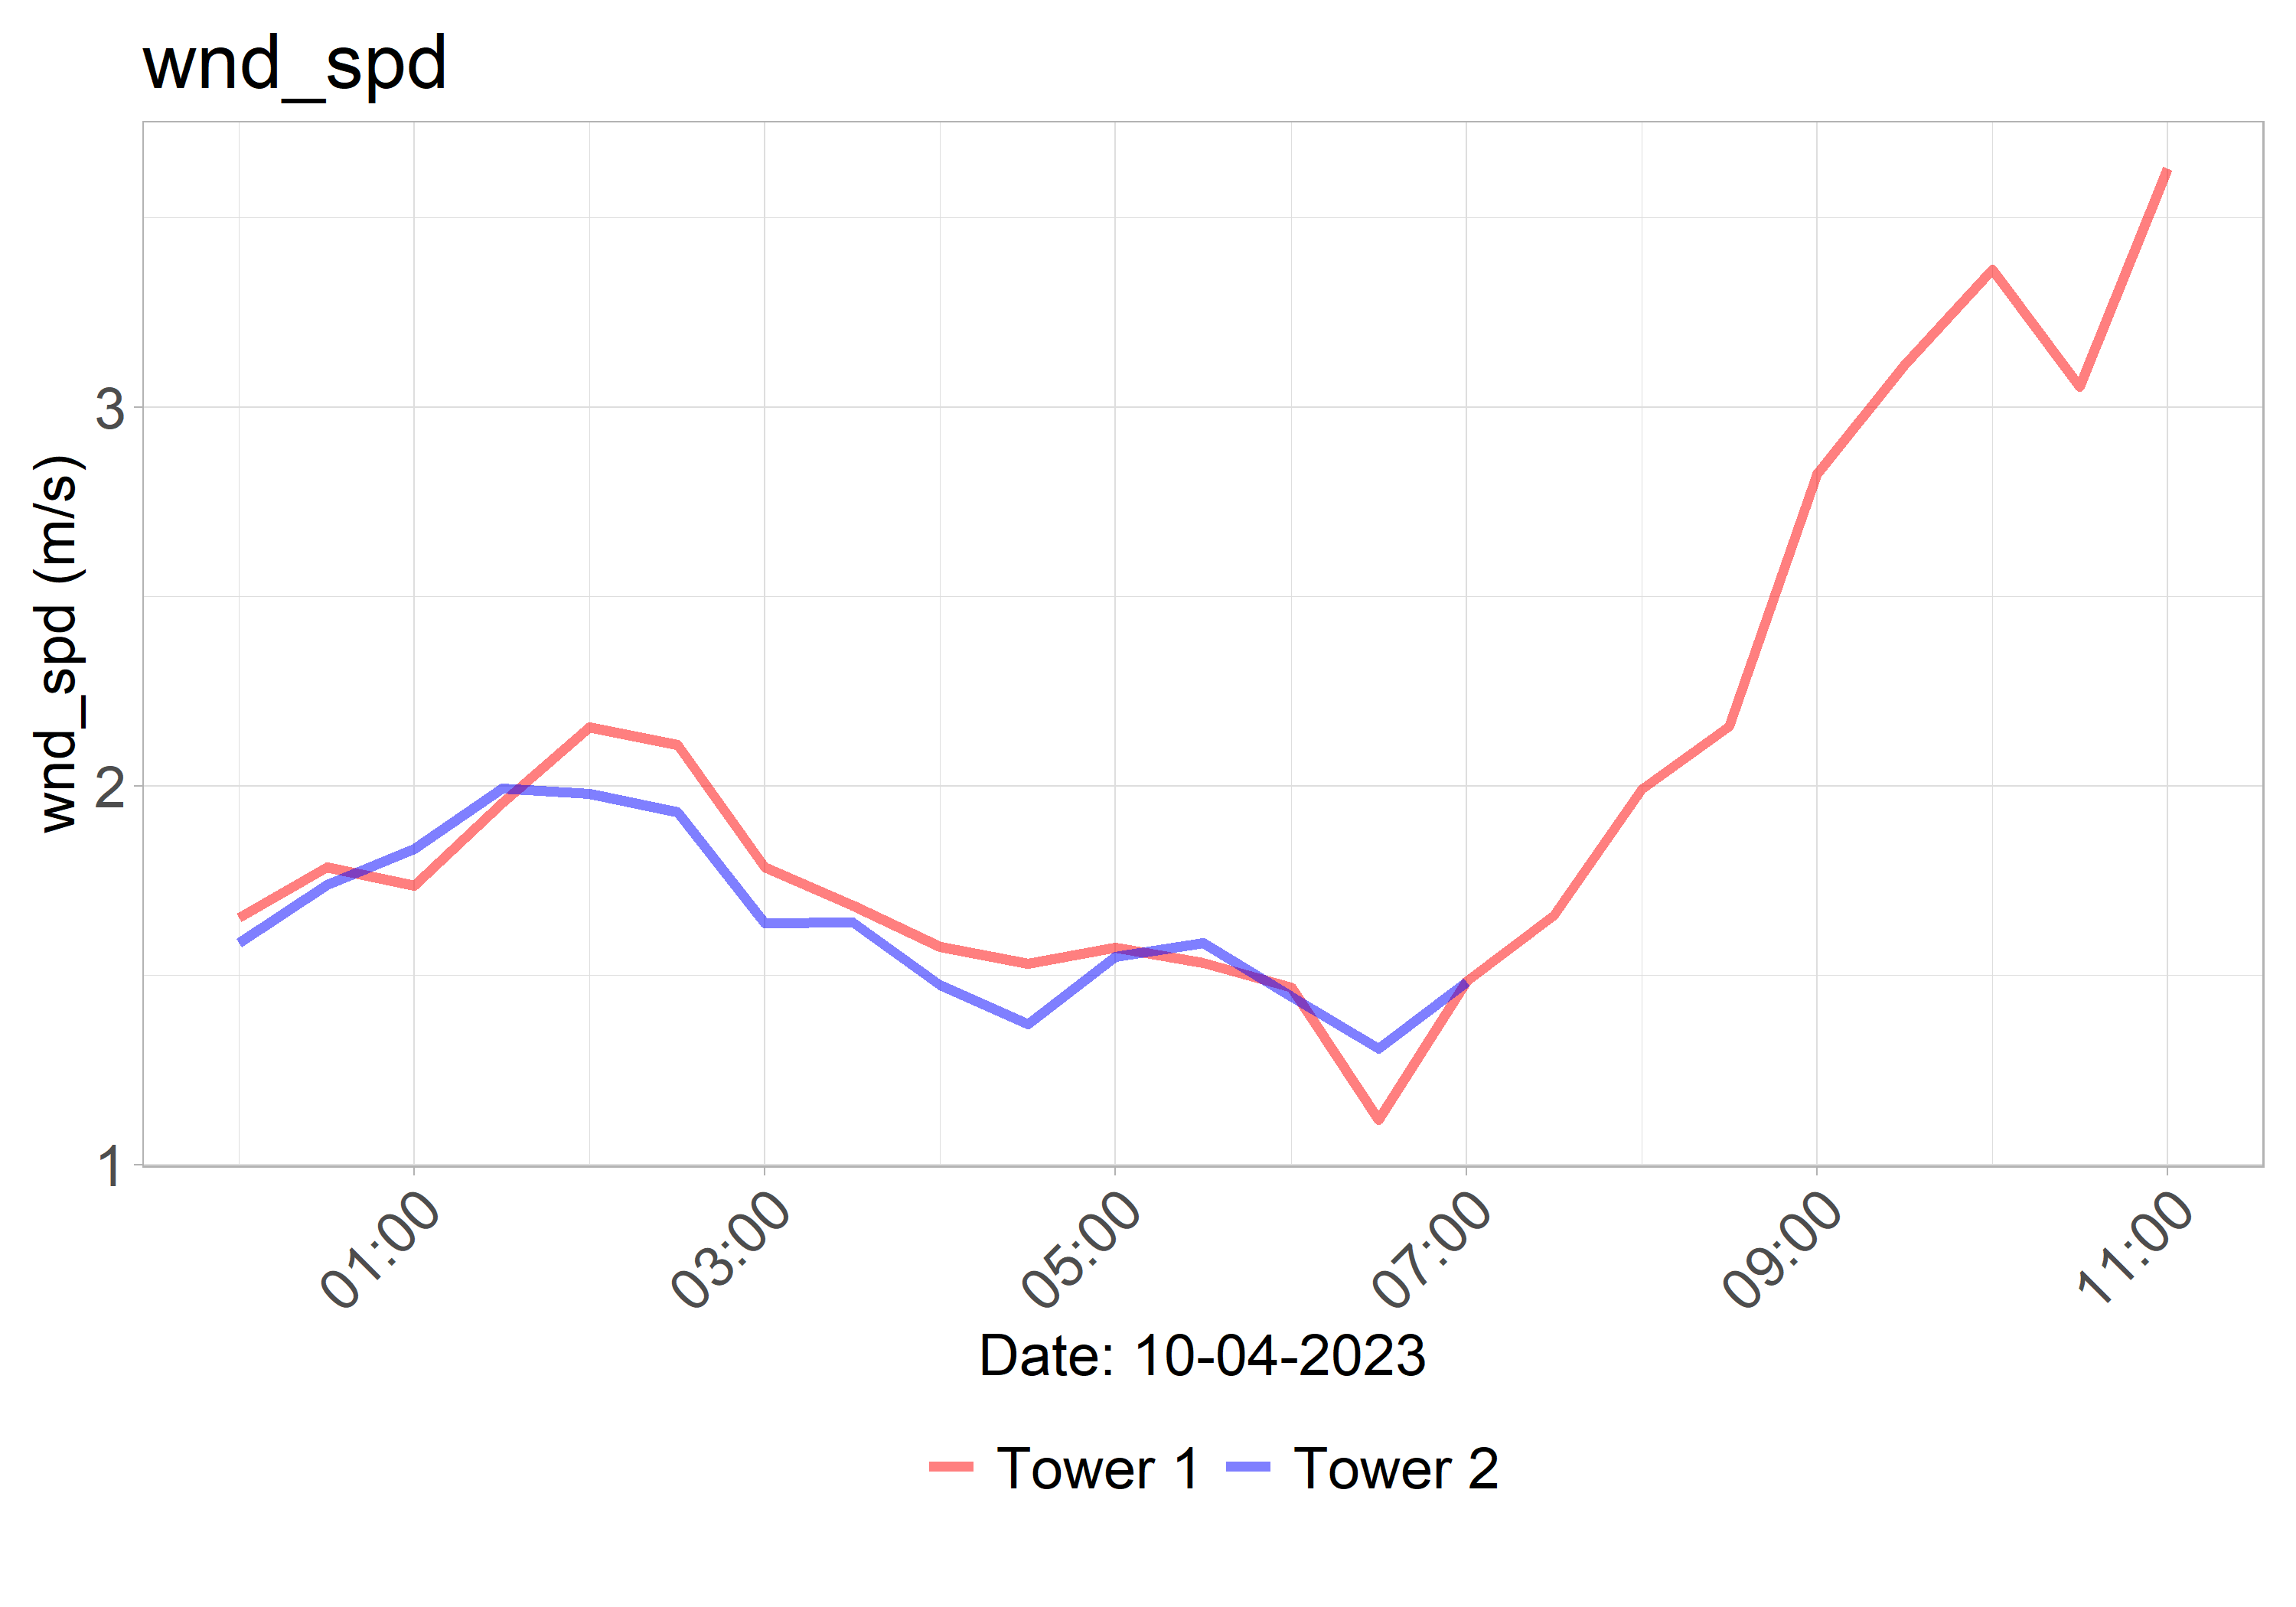 wnd_spd
wnd_spd (m/s)
3
2
1
01:00 03:00 05:00 07:00 09:00 11:00
Date: 10-04-2023
Tower 1 Tower 2